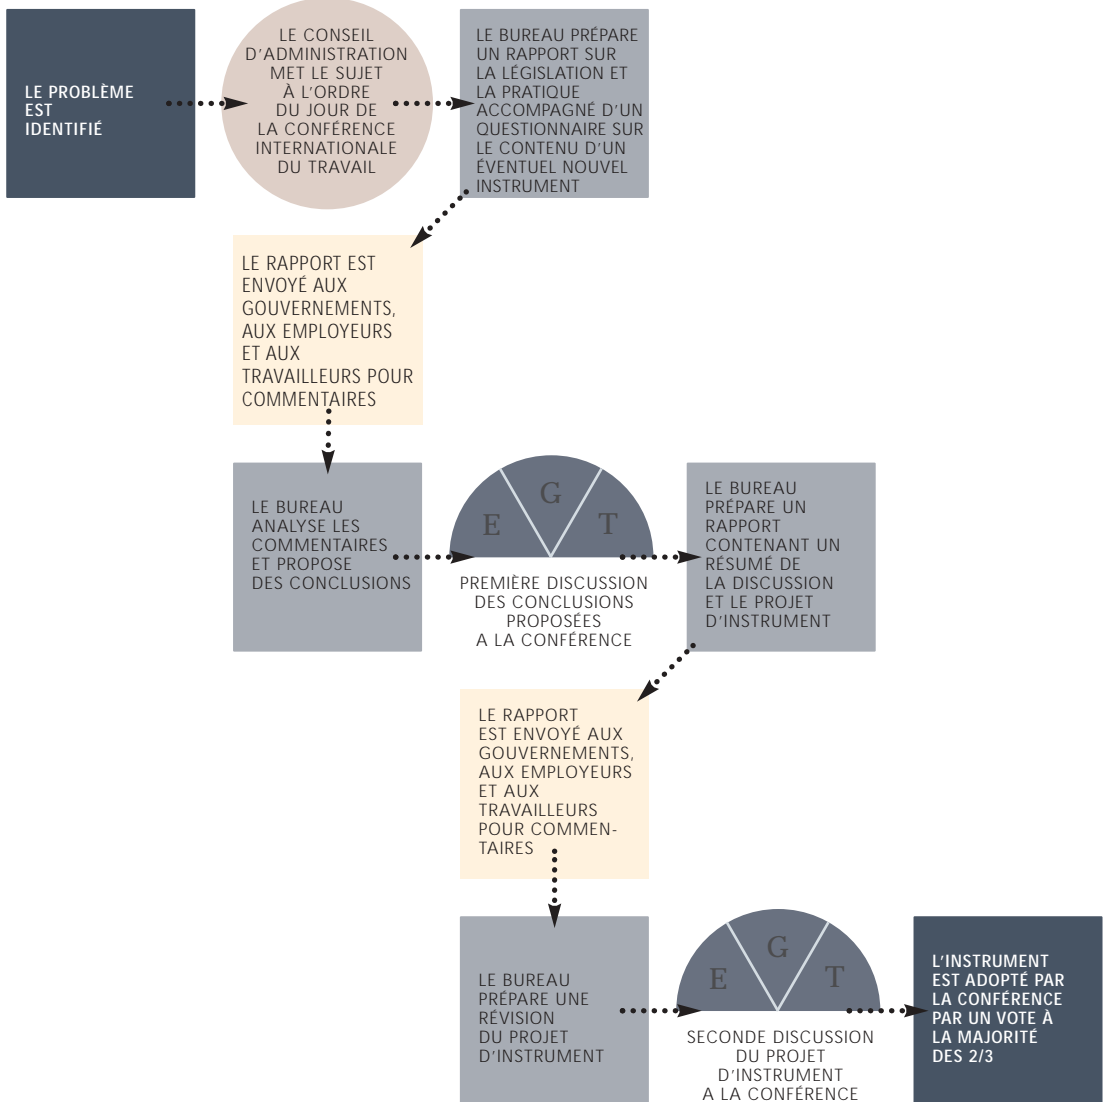 LE PROBLÈME
EST
IDENTIFIÉ
LE CONSEIL
D'ADMINISTRATION
MET LE SUJET
À L'ORDRE
DU JOUR DE
LA CONFÉRENCE
INTERNATIONALE
DU TRAVAIL
LE BUREAU PRÉPARE
UN RAPPORT SUR
LA LÉGISLATION ET
LA PRATIQUE
ACCOMPAGNÉ D'UN
QUESTIONNAIRE SUR
LE CONTENU D'UN
ÉVENTUEL NOUVEL
INSTRUMENT
LE RAPPORT EST
ENVOYÉ AUX
GOUVERNEMENTS,
AUX EMPLOYEURS
ET AUX
TRAVAILLEURS POUR
COMMENTAIRES
LE BUREAU
ANALYSE LES
COMMENTAIRES
ET PROPOSE
DES CONCLUSIONS
E G T
PREMIÈRE DISCUSSION
DES CONCLUSIONS
PROPOSÉES
A LA CONFÉRENCE
LE BUREAU
PRÉPARE UN
RAPPORT
CONTENANT UN
RÉSUMÉ DE
LA DISCUSSION
ET LE PROJET
D'INSTRUMENT
LE RAPPORT
EST ENVOYÉ AUX
GOUVERNEMENTS,
AUX EMPLOYEURS
ET AUX
TRAVAILLEURS
POUR COMMEN-
TAIRES
LE BUREAU
PRÉPARE UNE
RÉVISION
DU PROJET
D'INSTRUMENT
E G T
SECONDE DISCUSSION
DU PROJET
D'INSTRUMENT
A LA CONFÉRENCE
L'INSTRUMENT
EST ADOPTÉ PAR
LA CONFÉRENCE
PAR UN VOTE À
LA MAJORITÉ
DES 2/3